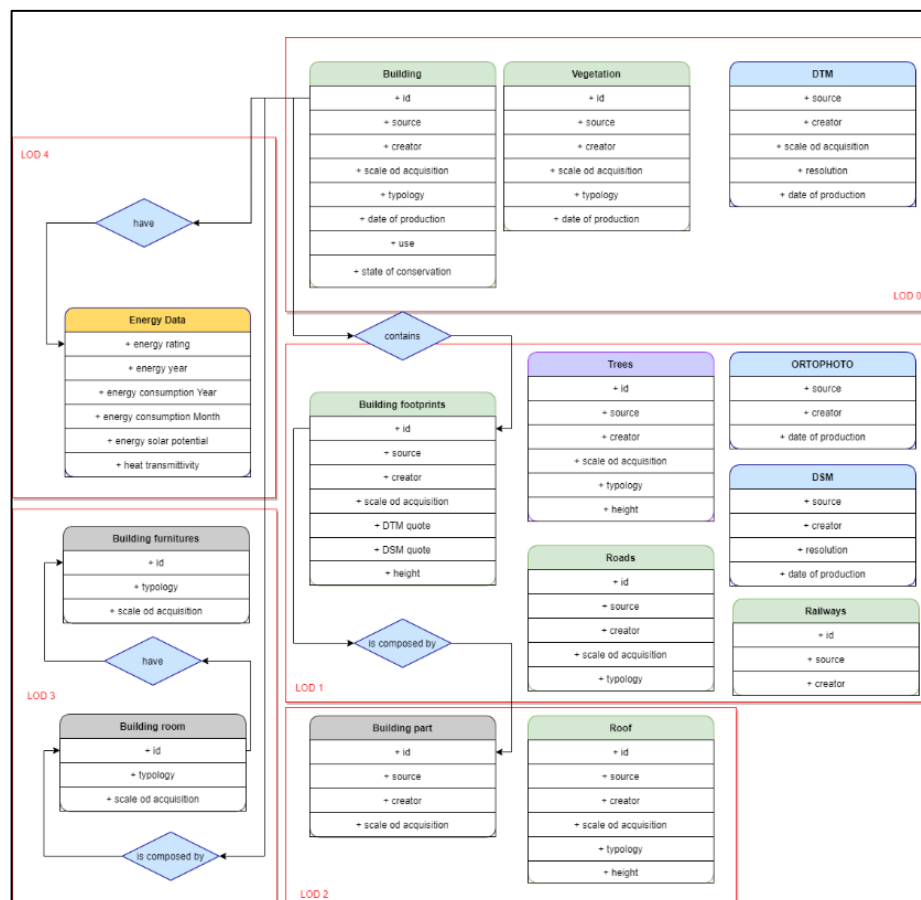 Building
+ id
+ source
+ creator
+ scale od acquisition
+ typology
+ date of production
+ use
+ state of conservation
Vegetation
+ id
+ source
+ creator
+ scale od acquisition
+ typology
+ date of production
DTM
+ source
+ creator
+ scale od acquisition
+ resolution
+ date of production
LOD 0
LOD 4
have
Energy Data
+ energy rating
+ energy year
+ energy consumption Year
+ energy consumption Month
+ energy solar potential
+ heat transmittivity
contains
Building footprints
+ id
+ source
+ creator
+ scale od acquisition
+ DTM quote
+ DSM quote
+ height
Trees
+ id
+ source
+ creator
+ scale od acquisition
+ typology
+ height
ORTOPHOTO
+ source
+ creator
+ date of production
DSM
+ source
+ creator
+ resolution
+ date of production
Roads
+ id
+ source
+ creator
+ scale od acquisition
+ typology
Railways
+ id
+ source
+ creator
is composed by
LOD 1
Building furnitures
+ id
+ typology
+ scale od acquisition
have
LOD 3
Building room
+ id
+ typology
+ scale od acquisition
is composed by
Building part
+ id
+ source
+ creator
+ scale od acquisition
Roof
+ id
+ source
+ creator
+ scale od acquisition
+ typology
+ height
LOD 2